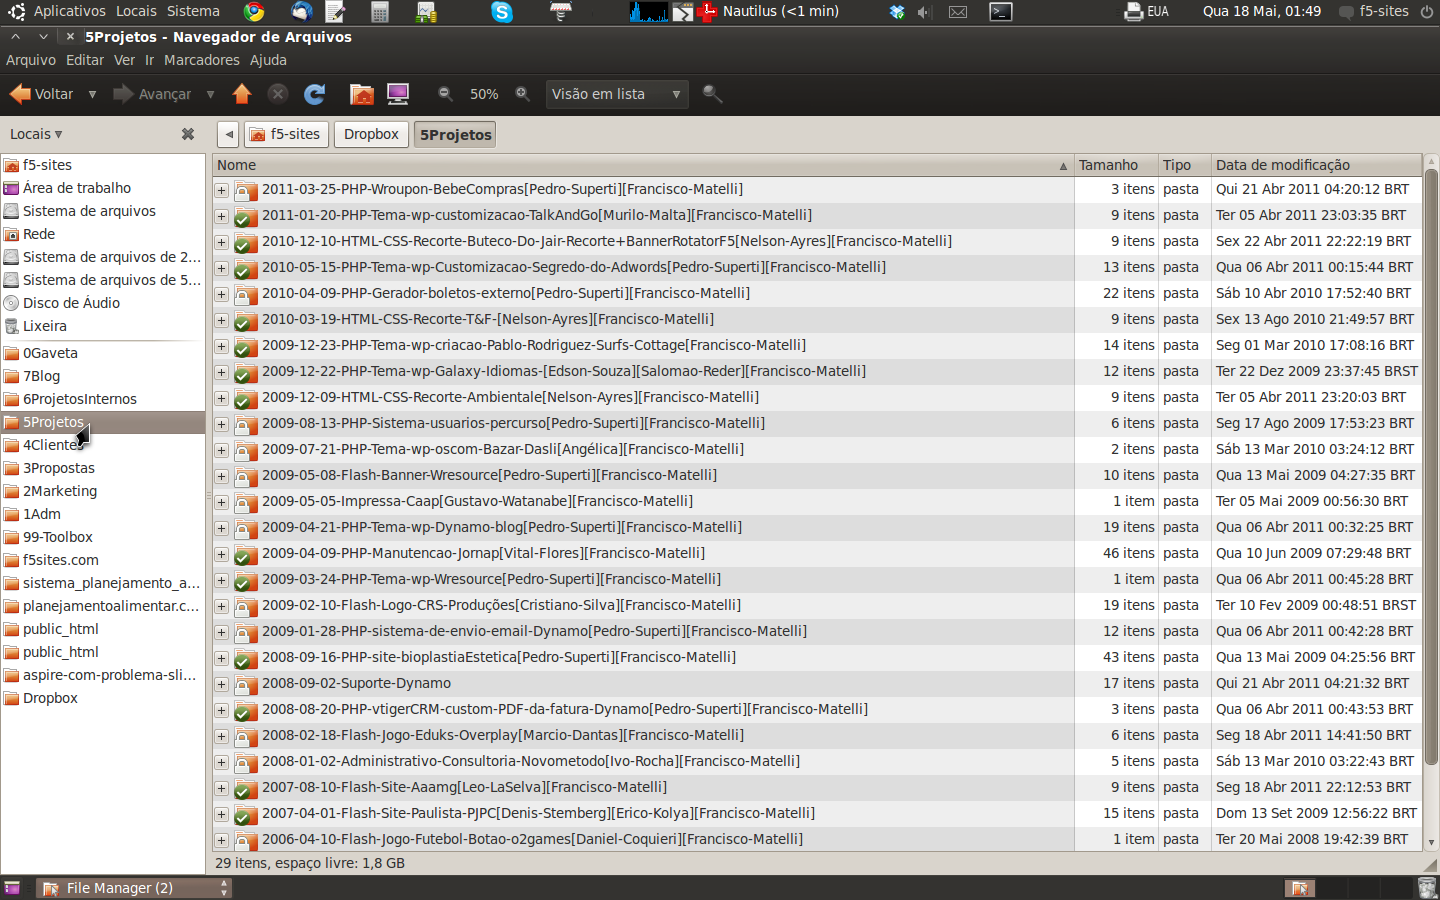 Aplicativos Locais Sistema Nautilus (<1 min) EUA Qua 18 Mai, 01:49 f5-sites
5Projetos - Navegador de Arquivos
Arquivo Editar Ver Ir Marcadores Ajuda
Voltar Avançar 50% Visão em lista
Locais f5-sites Dropbox 5Projetos
f5-sites
Área de trabalho
Sistema de arquivos
Rede
Sistema de arquivos de 2...
Sistema de arquivos de 5...
Disco de Áudio
Lixeira
0Gaveta
7Blog
6ProjetosInternos
5Projetos
4Clientes
3Propostas
2Marketing
1Adm
99-Toolbox
f5sites.com
sistema_planejamento_a...
planejamentoalimentar.c...
public_html
public_html
aspire-com-problema-sli...
Dropbox
Nome Tamanho Tipo Data de modificação
2011-03-25-PHP-Wroupon-BebeCompras[Pedro-Superti][Francisco-Matelli] 3 itens pasta Qui 21 Abr 2011 04:20:12 BRT
2011-01-20-PHP-Tema-wp-customizacao-TalkAndGo[Murilo-Malta][Francisco-Matelli] 9 itens pasta Ter 05 Abr 2011 23:03:35 BRT
2010-12-10-HTML-CSS-Recorte-Buteco-Do-Jair-Recorte+BannerRotatorF5[Nelson-Ayres][Francisco-Matelli] 9 itens pasta Sex 22 Abr 2011 22:22:19 BRT
2010-05-15-PHP-Tema-wp-Customizacao-Segredo-do-Adwords[Pedro-Superti][Francisco-Matelli] 13 itens pasta Qua 06 Abr 2011 00:15:44 BRT
2010-04-09-PHP-Gerador-boletos-externo[Pedro-Superti][Francisco-Matelli] 22 itens pasta Sáb 10 Abr 2010 17:52:40 BRT
2010-03-19-HTML-CSS-Recorte-T&F-[Nelson-Ayres][Francisco-Matelli] 9 itens pasta Sex 13 Ago 2010 21:49:57 BRT
2009-12-23-PHP-Tema-wp-criacao-Pablo-Rodriguez-Surfs-Cottage[Francisco-Matelli] 14 itens pasta Seg 01 Mar 2010 17:08:16 BRT
2009-12-22-PHP-Tema-wp-Galaxy-Idiomas-[Edson-Souza][Salomao-Reder][Francisco-Matelli] 12 itens pasta Ter 22 Dez 2009 23:37:45 BRST
2009-12-09-HTML-CSS-Recorte-Ambientale[Nelson-Ayres][Francisco-Matelli] 9 itens pasta Ter 05 Abr 2011 23:20:03 BRT
2009-08-13-PHP-Sistema-usuarios-percurso[Pedro-Superti][Francisco-Matelli] 6 itens pasta Seg 17 Ago 2009 17:53:23 BRT
2009-07-21-PHP-Tema-wp-oscom-Bazar-Dasli[Angélica][Francisco-Matelli] 2 itens pasta Sáb 13 Mar 2010 03:24:12 BRT
2009-05-08-Flash-Banner-Wresource[Pedro-Superti][Francisco-Matelli] 10 itens pasta Qua 13 Mai 2009 04:27:35 BRT
2009-05-05-Impressa-Caap[Gustavo-Watanabe][Francisco-Matelli] 1 item pasta Ter 05 Mai 2009 00:56:30 BRT
2009-04-21-PHP-Tema-wp-Dynamo-blog[Pedro-Superti][Francisco-Matelli] 19 itens pasta Qua 06 Abr 2011 00:32:25 BRT
2009-04-09-PHP-Manutencao-Jornap[Vital-Flores][Francisco-Matelli] 46 itens pasta Qua 10 Jun 2009 07:29:48 BRT
2009-03-24-PHP-Tema-wp-Wresource[Pedro-Superti][Francisco-Matelli] 1 item pasta Qua 06 Abr 2011 00:45:28 BRT
2009-02-10-Flash-Logo-CRS-Produções[Cristiano-Silva][Francisco-Matelli] 19 itens pasta Ter 10 Fev 2009 00:48:51 BRST
2009-01-28-PHP-sistema-de-envio-email-Dynamo[Pedro-Superti][Francisco-Matelli] 12 itens pasta Qua 06 Abr 2011 00:42:28 BRT
2008-09-16-PHP-site-bioplastiaEstetica[Pedro-Superti][Francisco-Matelli] 43 itens pasta Qua 13 Mai 2009 04:25:56 BRT
2008-09-02-Suporte-Dynamo 17 itens pasta Qui 21 Abr 2011 04:21:32 BRT
2008-08-20-PHP-vtigerCRM-custom-PDF-da-fatura-Dynamo[Pedro-Superti][Francisco-Matelli] 3 itens pasta Qua 06 Abr 2011 00:43:53 BRT
2008-02-18-Flash-Jogo-Eduks-Overplay[Marcio-Dantas][Francisco-Matelli] 6 itens pasta Seg 18 Abr 2011 14:41:50 BRT
2008-01-02-Administrativo-Consultoria-Novometodo[Ivo-Rocha][Francisco-Matelli] 5 itens pasta Sáb 13 Mar 2010 03:22:43 BRT
2007-08-10-Flash-Site-Aaamg[Leo-LaSelva][Francisco-Matelli] 9 itens pasta Seg 18 Abr 2011 22:12:53 BRT
2007-04-01-Flash-Site-Paulista-PJPC[Denis-Stemberg][Erico-Kolya][Francisco-Matelli] 15 itens pasta Dom 13 Set 2009 12:56:22 BRT
2006-04-10-Flash-Jogo-Futebol-Botao-o2games[Daniel-Coquieri][Francisco-Matelli] 1 item pasta Ter 20 Mai 2008 19:42:39 BRT
29 itens, espaço livre: 1,8 GB
File Manager (2)